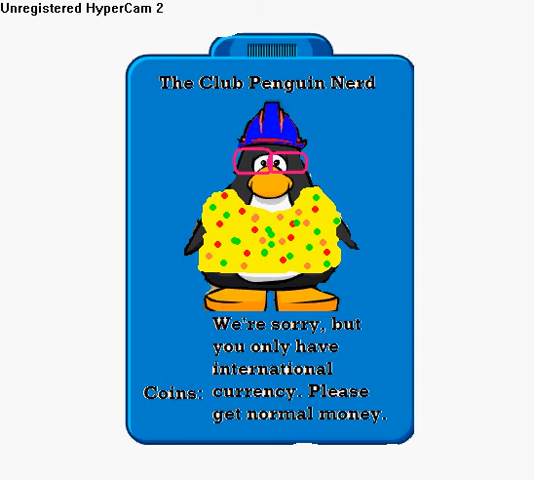 Unregistered HyperCam 2
The Club Penguin Nerd
We're sorry, but
you only have
international
Coins: currency. Please
get normal money.